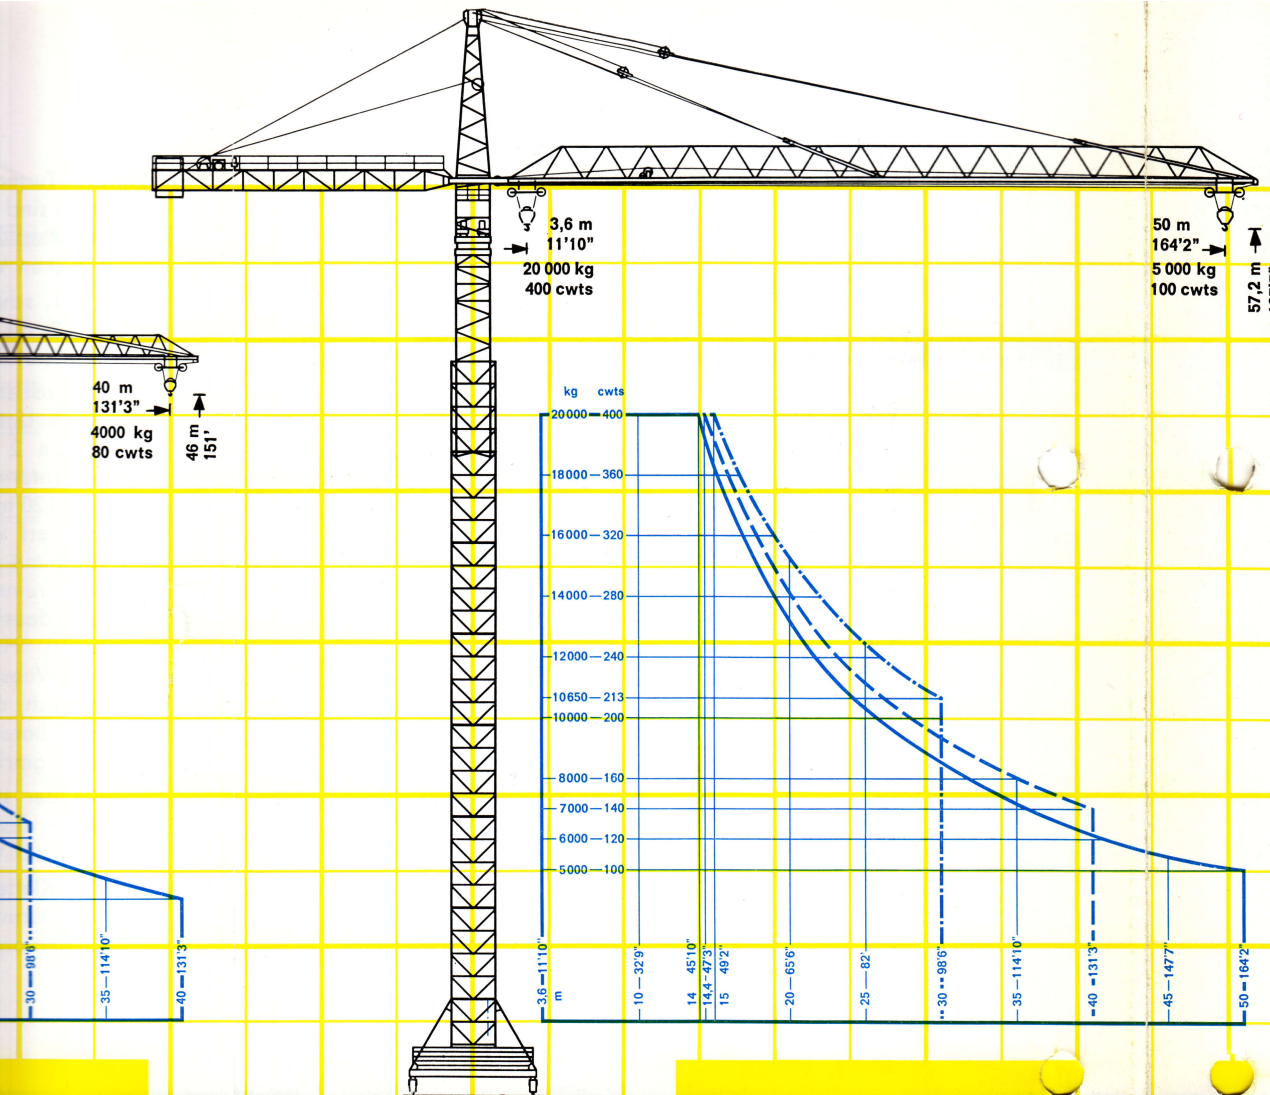 3,6 m
11'10"
20 000 kg
400 cwts
50 m
164'2"
5 000 kg
100 cwts
57,2 m
40 m
131'3"
4000 kg
80 cwts
46 m
151'
kg cwts
20000 — 400
18000 — 360
16000 — 320
14000 — 280
12000 — 240
10650 — 213
10000 — 200
8000 — 160
7000 — 140
6000 — 120
5000 — 100
30 — 98'6"
35 — 114'10"
40 — 131'3"
3,6 — 11'10"
m
10 — 32'9"
14 45'10"
14,4 - 47'3"
15 49'2"
20 — 65'6"
25 — 82'
30 98'6"
35 — 114'10"
40 - 131'3"
45 — 147'7"
50 — 164'2"